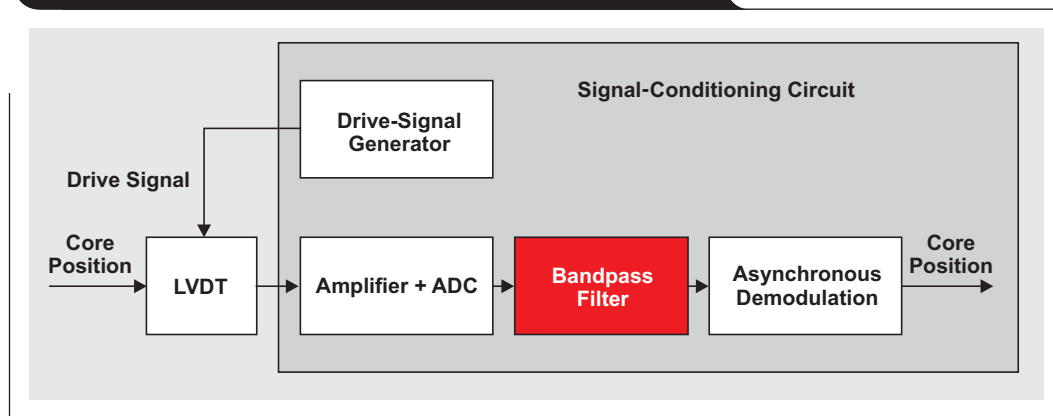 Signal-Conditioning Circuit
Drive-Signal
Generator
Drive Signal
Core
Position
LVDT
Amplifier + ADC
Bandpass
Filter
Asynchronous
Demodulation
Core
Position